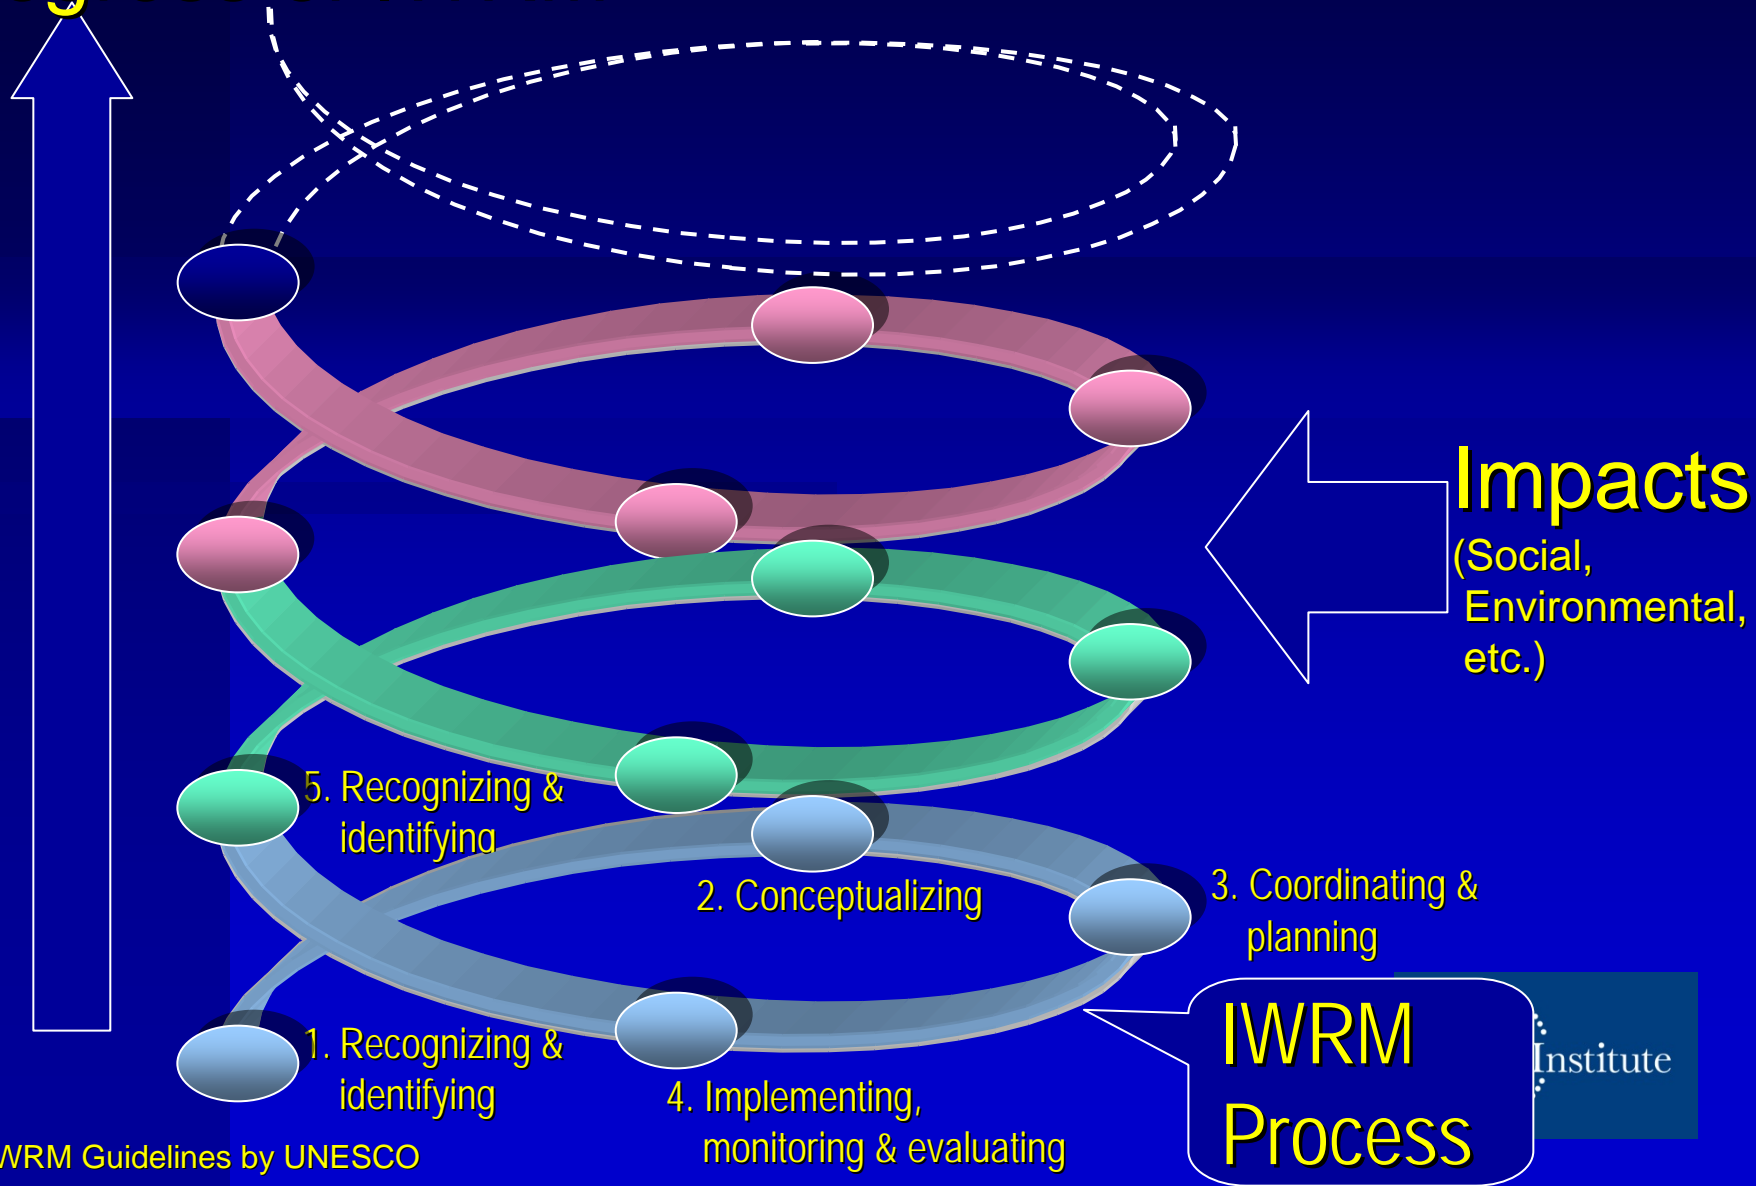 Impacts
(Social,
Environmental,
etc.)
5. Recognizing &
identifying
2. Conceptualizing
3. Coordinating &
planning
1. Recognizing &
identifying
4. Implementing,
monitoring & evaluating
IWRM
Process
Institute
WRM Guidelines by UNESCO